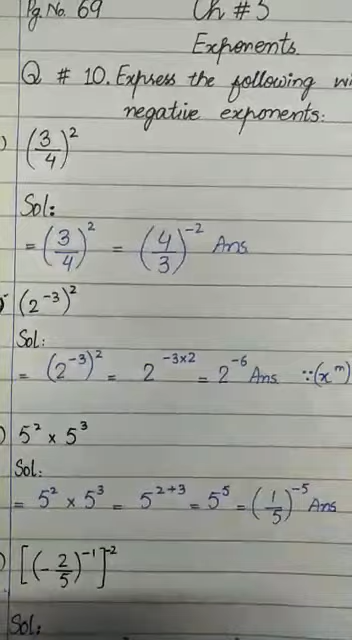 Pg. No. 69 Ch # 5
Exponents
Q # 10. Express the following
negative exponents:
) (3/4)^2
Sol:
= (3/4)^2 = (4/3)^-2 Ans
(2^-3)^2
Sol:
= (2^-3)^2 = 2^-3×2 = 2^-6 Ans ∵(x^m)
) 5^2 × 5^3
Sol:
= 5^2 × 5^3 = 5^2+3 = 5^5 = (1/5)^-5 Ans
) [(-2/5)^-1]^-2
Sol: